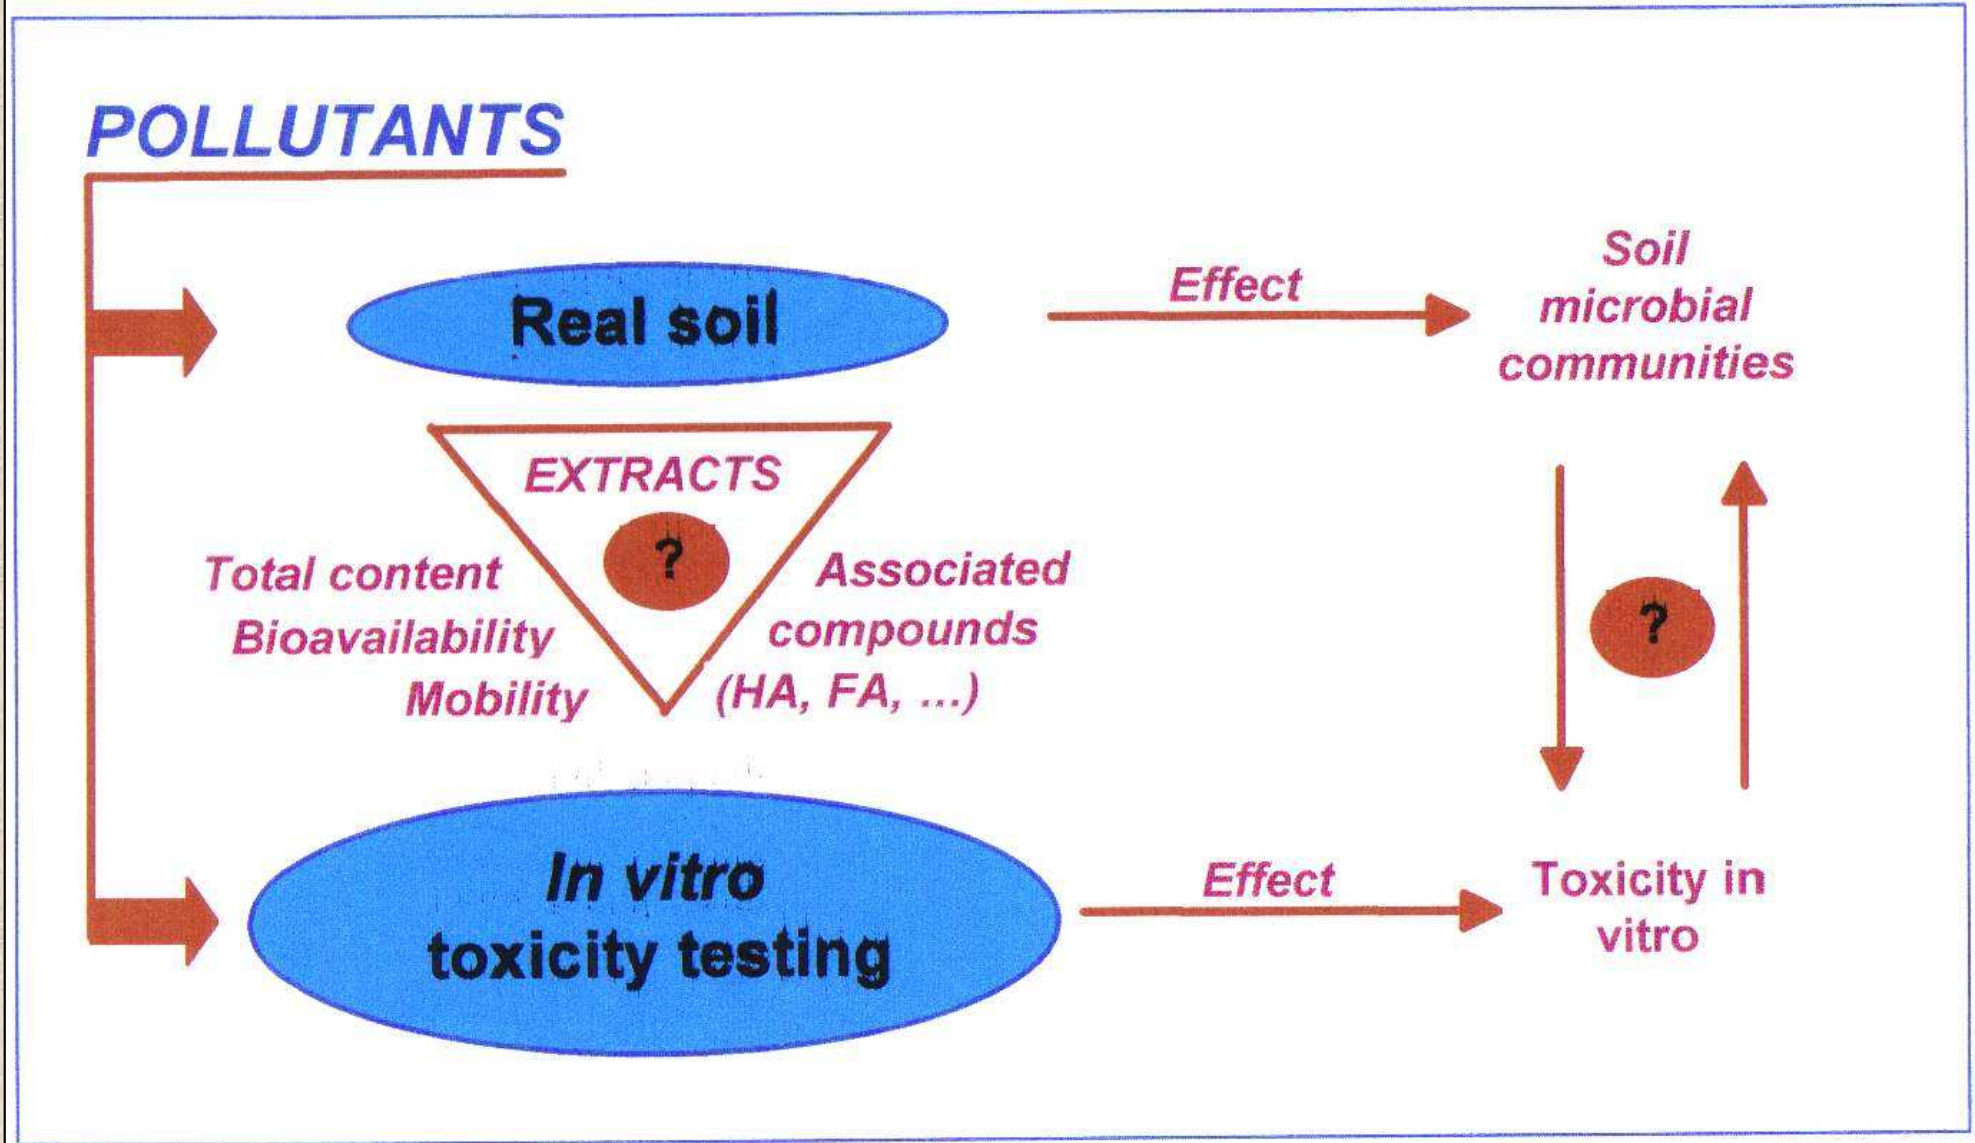 POLLUTANTS
Real soil
Effect
Soil
microbial
communities
EXTRACTS
?
Total content
Bioavailability
Mobility
Associated
compounds
(HA, FA, ...)
?
In vitro
toxicity testing
Effect
Toxicity in
vitro